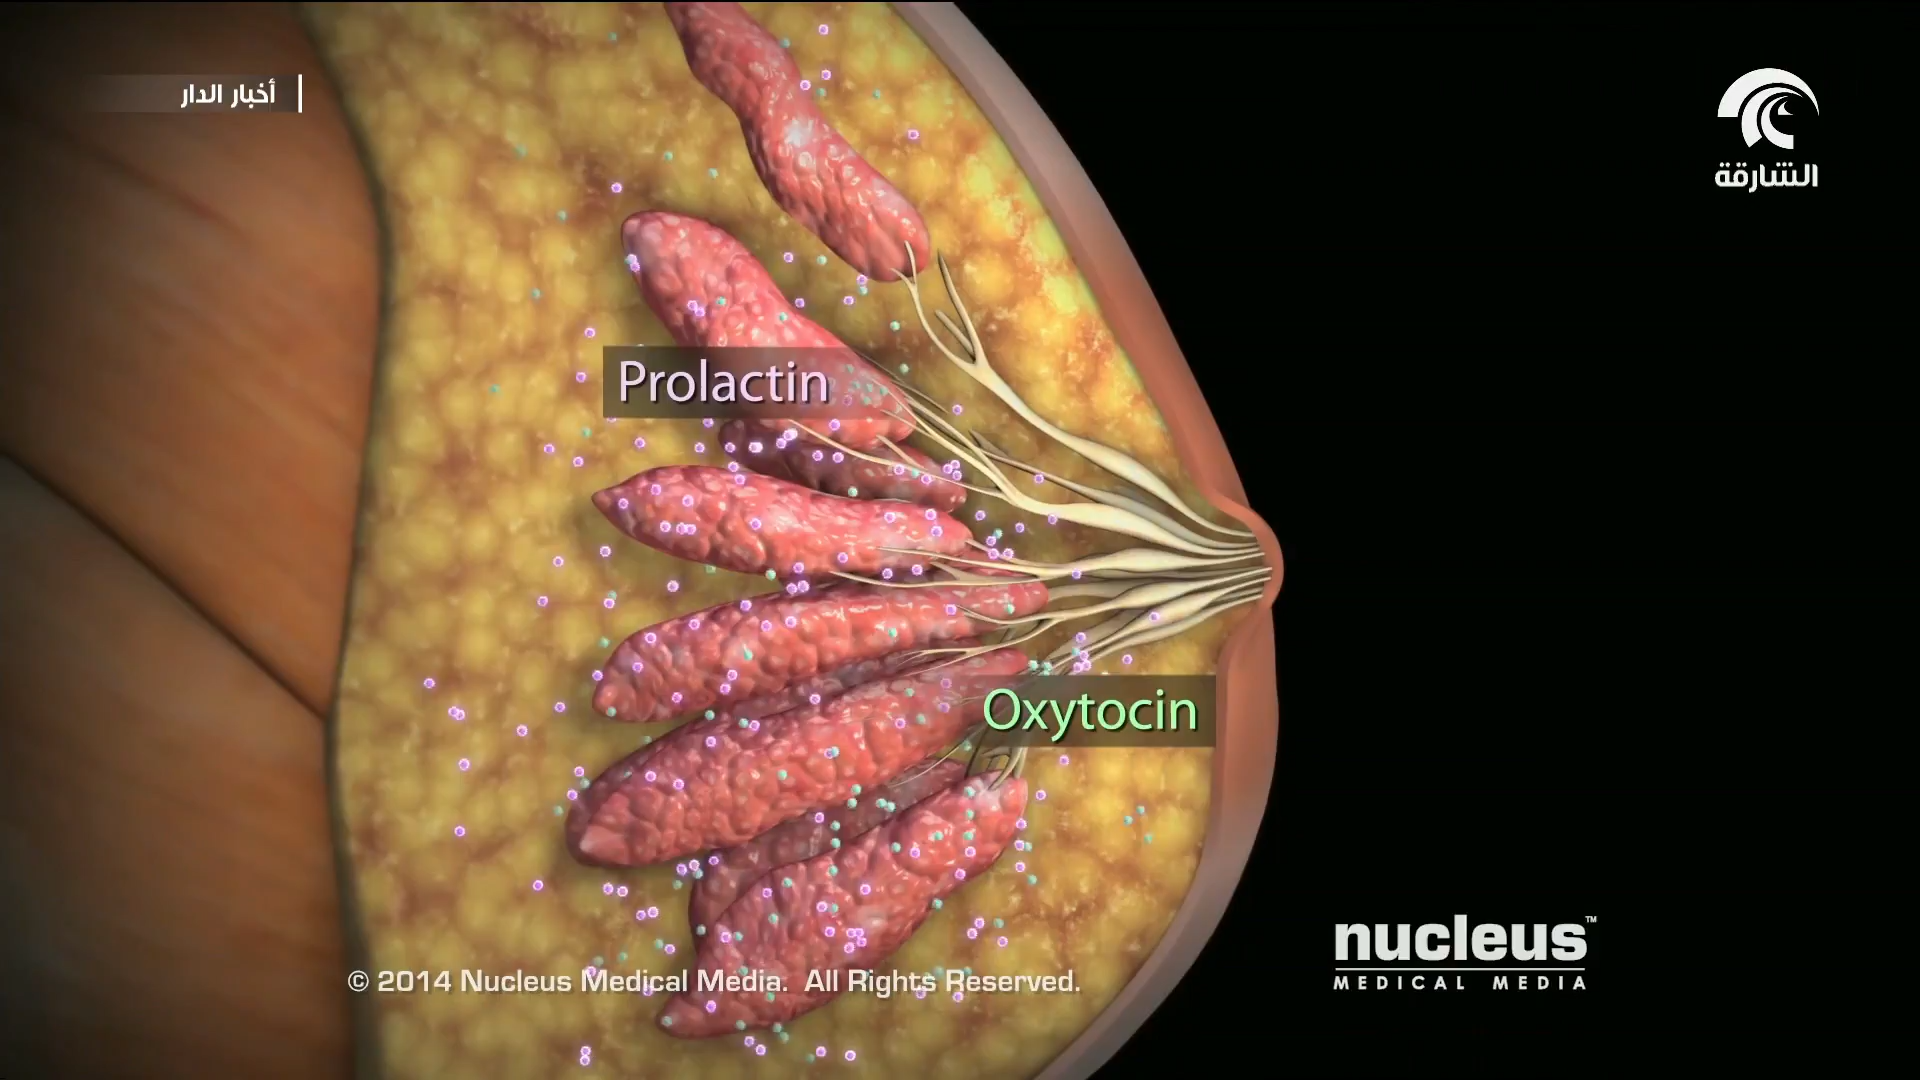 أخبار الدار
الشارقة
Prolactin
Oxytocin
nucleus™
MEDICAL MEDIA
© 2014 Nucleus Medical Media. All Rights Reserved.